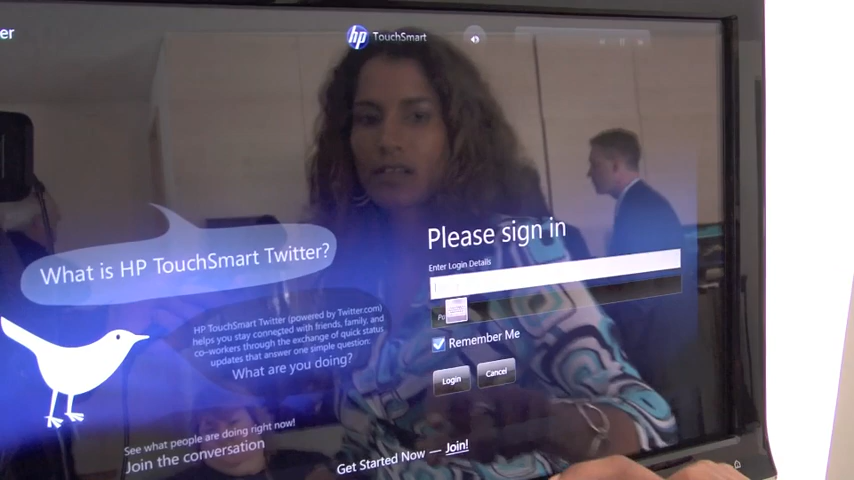 er
hp TouchSmart
What is HP TouchSmart Twitter?
HP TouchSmart Twitter (powered by Twitter.com)
helps you stay connected with friends, family, and
co-workers through the exchange of quick status
updates that answer one simple question:
What are you doing?
See what people are doing right now!
Join the conversation
Please sign in
Enter Login Details
Remember Me
Login
Cancel
Get Started Now — Join!